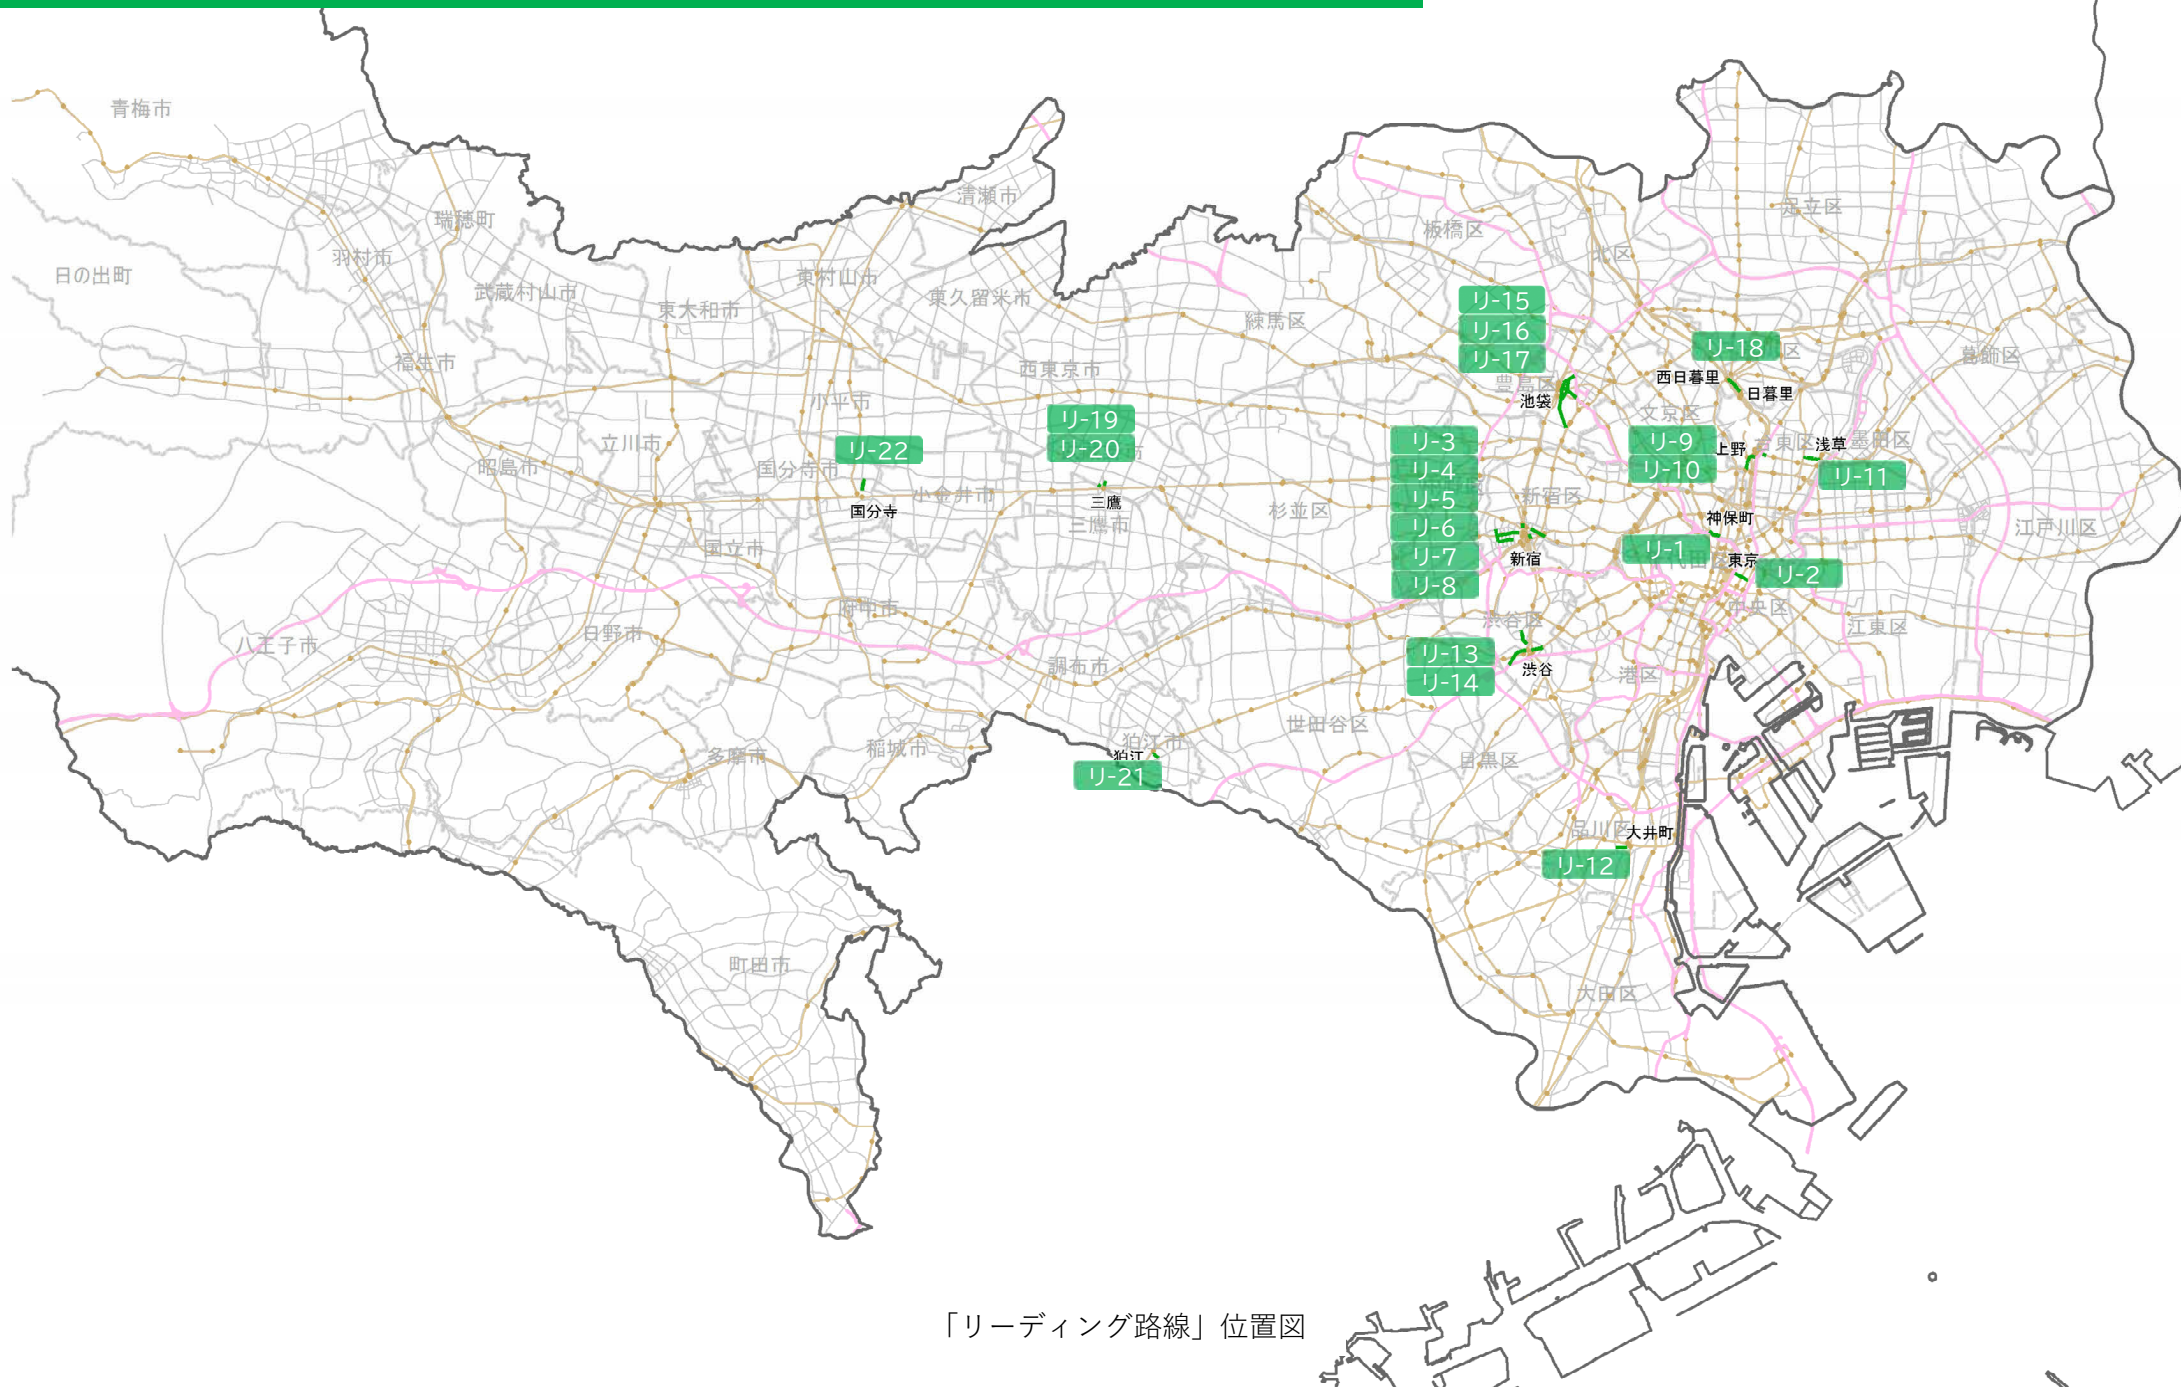 青梅市
清瀬市
瑞穂町
足立区
板橋区
羽村市
北区
日の出町
東村山市
武蔵村山市
東久留米市
東大和市
リ-15
練馬区
リ-16
リ-18
区
葛飾区
リ-17
福生市
西東京市
西日暮里
豊島区
日暮里
池袋
小平市
文京区
リ-19
リ-3
リ-9
立川市
リ-22
リ-20
市
上野
台東区
浅草
墨田区
昭島市
国分寺市
リ-4
リ-10
リ-11
小金井市
リ-5
新宿区
三鷹
杉並区
国分寺
三鷹市
リ-6
神保町
江戸川区
国立市
リ-7
新宿
リ-1
代田
東京
リ-2
リ-8
府中市
中央区
渋谷区
江東区
日野市
八王子市
リ-13
調布市
渋谷
港区
リ-14
世田谷区
狛江市
稲城市
多摩市
狛江
目黒区
リ-21
品川区
大井町
リ-12
町田市
大田区
「リーディング路線」位置図